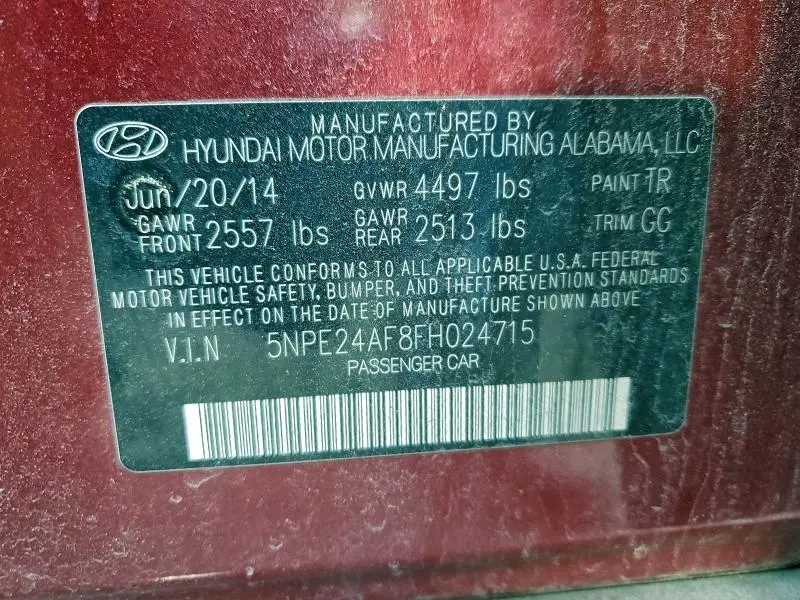 MANUFACTURED BY
HYUNDAI MOTOR MANUFACTURING ALABAMA, LLC
Jun/20/14 GVWR 4497 lbs PAINT TR
GAWR FRONT 2557 lbs GAWR REAR 2513 lbs TRIM GG
THIS VEHICLE CONFORMS TO ALL APPLICABLE U.S.A. FEDERAL
MOTOR VEHICLE SAFETY, BUMPER, AND THEFT PREVENTION STANDARDS
IN EFFECT ON THE DATE OF MANUFACTURE SHOWN ABOVE
V.I.N 5NPE24AF8FH024715
PASSENGER CAR